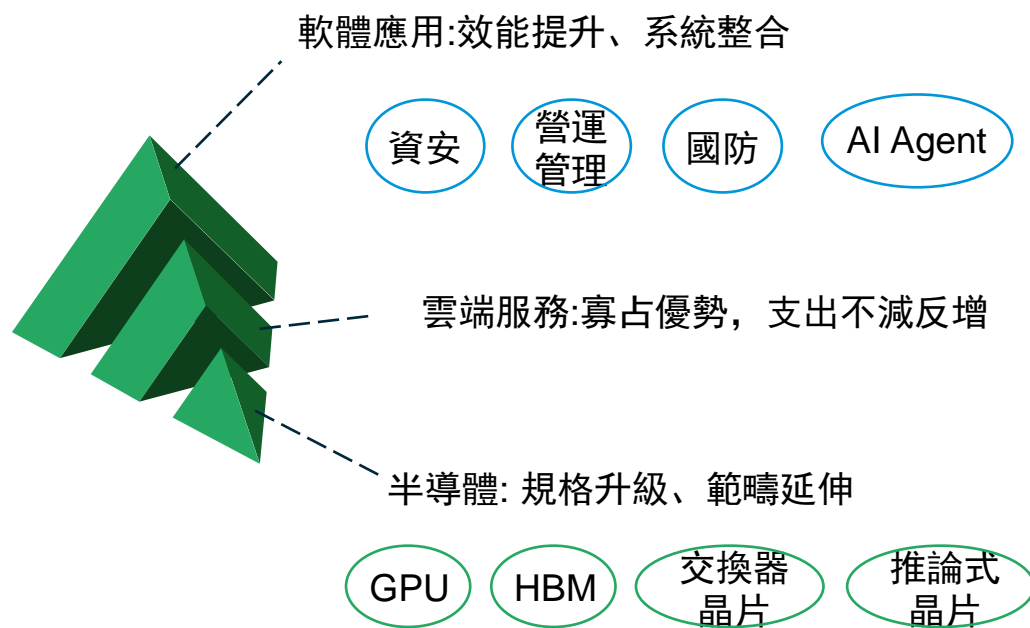 軟體應用:效能提升、系統整合
資安
營運
管理
國防
AI Agent
雲端服務:寡占優勢，支出不減反增
半導體: 規格升級、範疇延伸
GPU
HBM
交換器
晶片
推論式
晶片